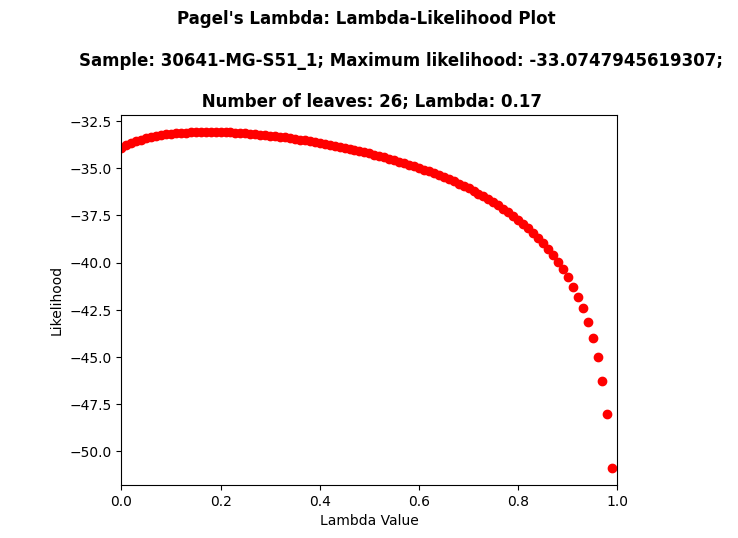 Pagel's Lambda: Lambda-Likelihood Plot
Sample: 30641-MG-S51_1; Maximum likelihood: -33.0747945619307;
Number of leaves: 26; Lambda: 0.17
−32.5
−35.0
−37.5
−40.0
−42.5
−45.0
−47.5
−50.0
Likelihood
0.0 0.2 0.4 0.6 0.8 1.0
Lambda Value